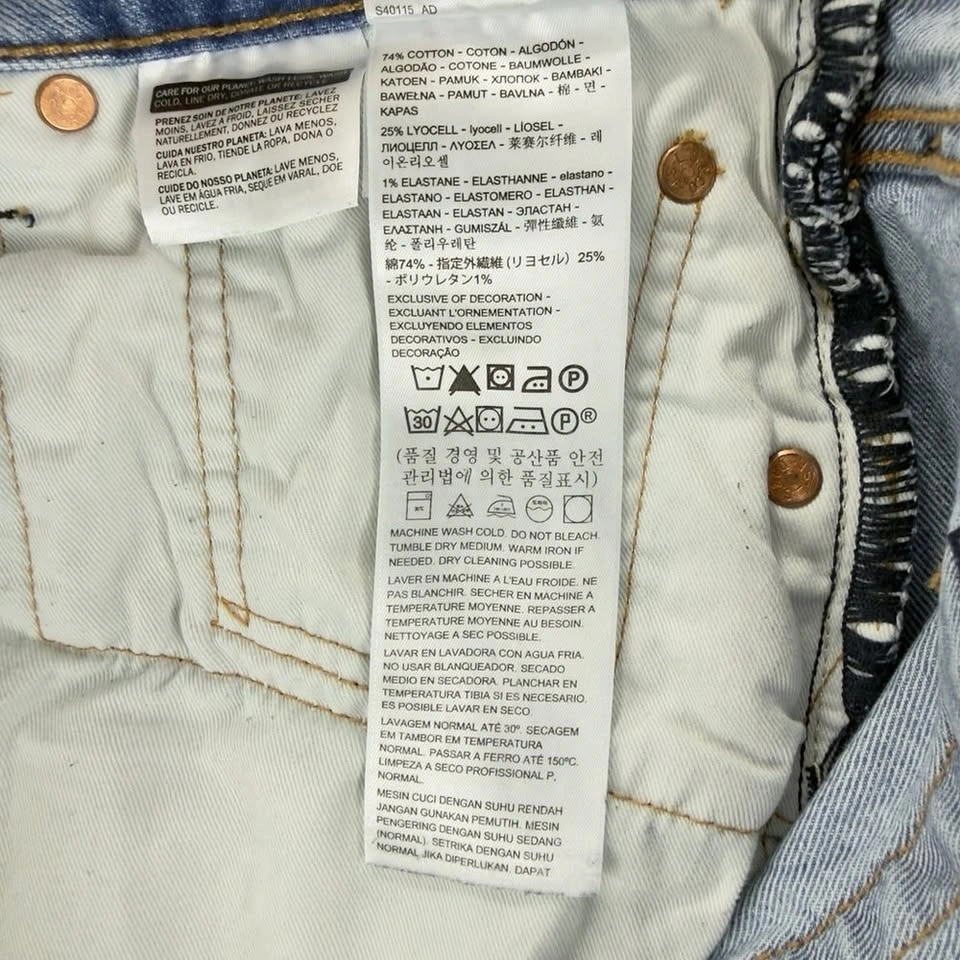 CARE FOR OUR PLANET: WASH LESS, WASH
COLD, LINE DRY, DONATE OR RECYCLE
PRENEZ SOIN DE NOTRE PLANETE: LAVEZ
MOINS, LAVEZ A FROID, LAISSEZ SÉCHER
NATURELLEMENT, DONNEZ OU RECYCLEZ
CUIDA NUESTRO PLANETA: LAVA MENOS,
LAVA EN FRIO, TIENDE LA ROPA, DONA O
RECICLA.
CUIDE DO NOSSO PLANETA: LAVE MENOS,
LAVE EM ÁGUA FRIA, SEQUE EM VARAL, DOE
OU RECICLE.
S40115 AD
74% COTTON - COTON - ALGODÓN -
ALGODÃO - COTONE - BAUMWOLLE -
KATOEN - PAMUK - ХЛОПОК - ΒΑΜΒΑΚΙ -
BAWEŁNA - PAMUT - BAVLNA - 棉 - 면 -
KAPAS
25% LYOCELL - lyocell - LİOSEL -
ЛИОЦЕЛЛ - ΛΥΟΣΕΛ - 莱赛尔纤维 - 레
이온리오셀
1% ELASTANE - ELASTHANNE - elastano -
ELASTANO - ELASTOMERO - ELASTHAN -
ELASTAAN - ELASTAN - ЭЛАСТАН -
ΕΛΑΣΤΑΝΗ - GUMISZÁL - 彈性纖維 - 氨
纶 - 폴리우레탄
綿74% - 指定外繊維 (リヨセル) 25%
- ポリウレタン1%
EXCLUSIVE OF DECORATION -
EXCLUANT L'ORNEMENTATION -
EXCLUYENDO ELEMENTOS
DECORATIVOS - EXCLUINDO
DECORAÇÃO
P
30 P ®
(품질 경영 및 공산품 안전
관리법에 의한 품질표시)
MACHINE WASH COLD. DO NOT BLEACH.
TUMBLE DRY MEDIUM. WARM IRON IF
NEEDED. DRY CLEANING POSSIBLE.
LAVER EN MACHINE A L'EAU FROIDE. NE
PAS BLANCHIR. SECHER EN MACHINE A
TEMPERATURE MOYENNE. REPASSER A
TEMPERATURE MOYENNE AU BESOIN.
NETTOYAGE A SEC POSSIBLE.
LAVAR EN LAVADORA CON AGUA FRIA.
NO USAR BLANQUEADOR. SECADO
MEDIO EN SECADORA. PLANCHAR EN
TEMPERATURA TIBIA SI ES NECESARIO.
ES POSIBLE LAVAR EN SECO.
LAVAGEM NORMAL ATÉ 30º. SECAGEM
EM TAMBOR EM TEMPERATURA
NORMAL. PASSAR A FERRO ATÉ 150ºC.
LIMPEZA A SECO PROFISSIONAL P,
NORMAL.
MESIN CUCI DENGAN SUHU RENDAH
JANGAN GUNAKAN PEMUTIH. MESIN
PENGERING DENGAN SUHU SEDANG
(NORMAL). SETRIKA DENGAN SUHU
NORMAL JIKA DIPERLUKAN. DAPAT